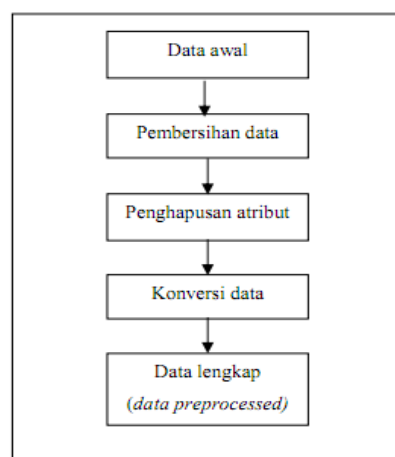 Data awal
Pembersihan data
Penghapusan atribut
Konversi data
Data lengkap
(data preprocessed)